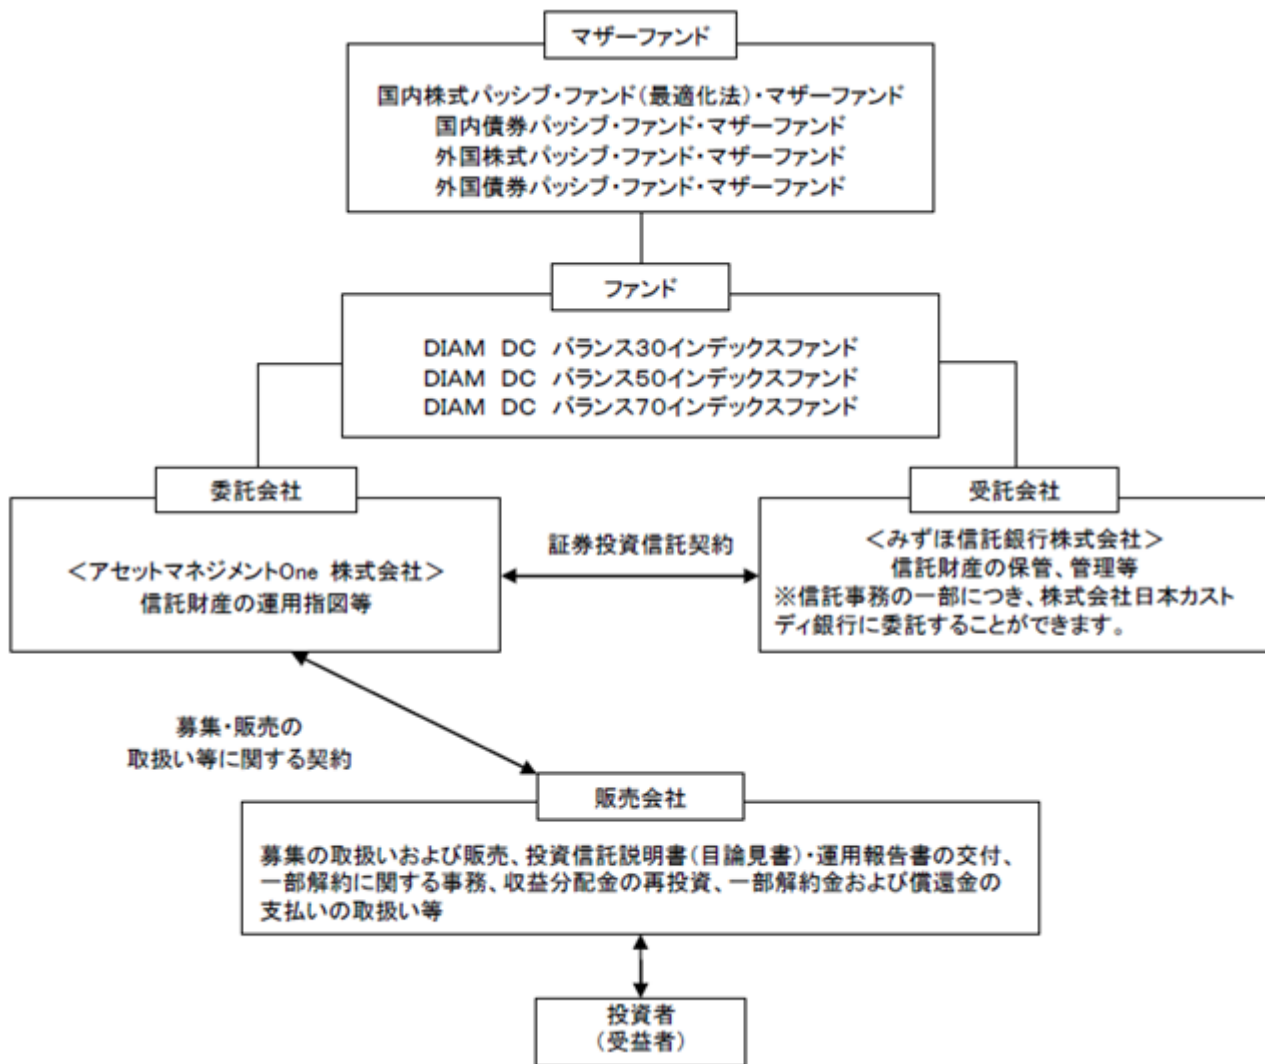 マザーファンド
国内株式パッシブ・ファンド(最適化法)・マザーファンド
国内債券パッシブ・ファンド・マザーファンド
外国株式パッシブ・ファンド・マザーファンド
外国債券パッシブ・ファンド・マザーファンド
ファンド
DIAM DC バランス30インデックスファンド
DIAM DC バランス50インデックスファンド
DIAM DC バランス70インデックスファンド
委託会社
<アセットマネジメントOne 株式会社>
信託財産の運用指図等
証券投資信託契約
受託会社
<みずほ信託銀行株式会社>
信託財産の保管、管理等
※信託事務の一部につき、株式会社日本カスト
ディ銀行に委託することができます。
募集・販売の
取扱い等に関する契約
販売会社
募集の取扱いおよび販売、投資信託説明書(目論見書)・運用報告書の交付、
一部解約に関する事務、収益分配金の再投資、一部解約金および償還金の
支払いの取扱い等
投資者
(受益者)